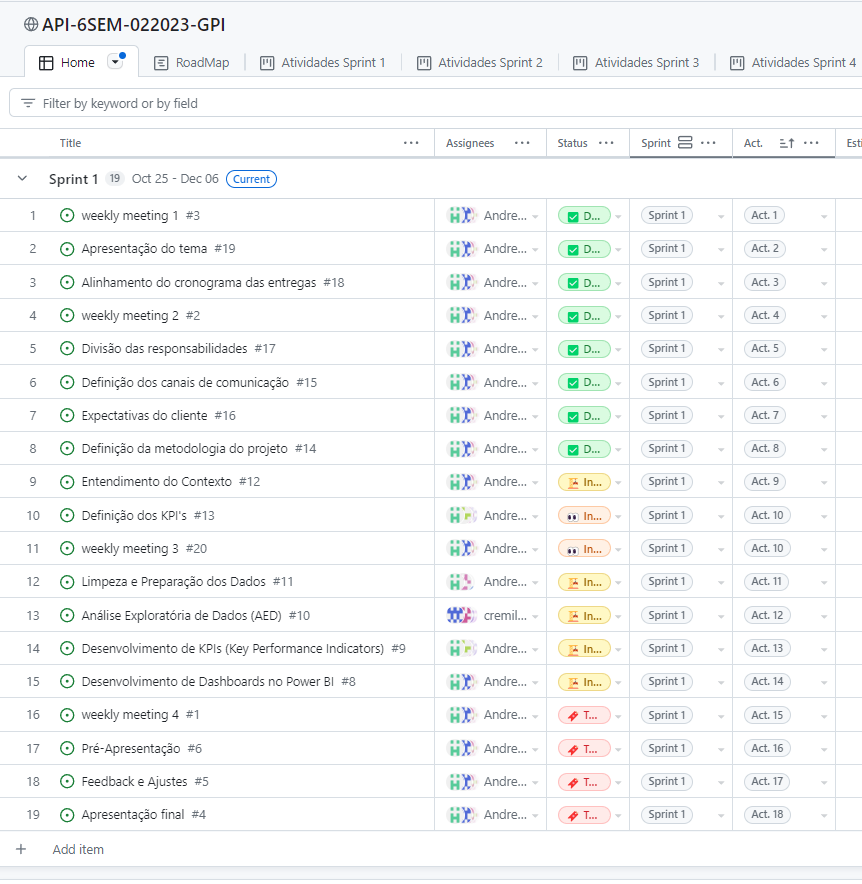 API-6SEM-022023-GPI
Home RoadMap Atividades Sprint 1 Atividades Sprint 2 Atividades Sprint 3 Atividades Sprint 4
Filter by keyword or by field
Title ... Assignees ... Status ... Sprint ... Act. ... Esti
Sprint 1 19 Oct 25 - Dec 06 Current
1 weekly meeting 1 #3 Andre... D... Sprint 1 Act. 1
2 Apresentação do tema #19 Andre... D... Sprint 1 Act. 2
3 Alinhamento do cronograma das entregas #18 Andre... D... Sprint 1 Act. 3
4 weekly meeting 2 #2 Andre... D... Sprint 1 Act. 4
5 Divisão das responsabilidades #17 Andre... D... Sprint 1 Act. 5
6 Definição dos canais de comunicação #15 Andre... D... Sprint 1 Act. 6
7 Expectativas do cliente #16 Andre... D... Sprint 1 Act. 7
8 Definição da metodologia do projeto #14 Andre... D... Sprint 1 Act. 8
9 Entendimento do Contexto #12 Andre... In... Sprint 1 Act. 9
10 Definição dos KPI's #13 Andre... In... Sprint 1 Act. 10
11 weekly meeting 3 #20 Andre... In... Sprint 1 Act. 10
12 Limpeza e Preparação dos Dados #11 Andre... In... Sprint 1 Act. 11
13 Análise Exploratória de Dados (AED) #10 cremil... In... Sprint 1 Act. 12
14 Desenvolvimento de KPIs (Key Performance Indicators) #9 Andre... In... Sprint 1 Act. 13
15 Desenvolvimento de Dashboards no Power BI #8 Andre... In... Sprint 1 Act. 14
16 weekly meeting 4 #1 Andre... T... Sprint 1 Act. 15
17 Pré-Apresentação #6 Andre... T... Sprint 1 Act. 16
18 Feedback e Ajustes #5 Andre... T... Sprint 1 Act. 17
19 Apresentação final #4 Andre... T... Sprint 1 Act. 18
+ Add item